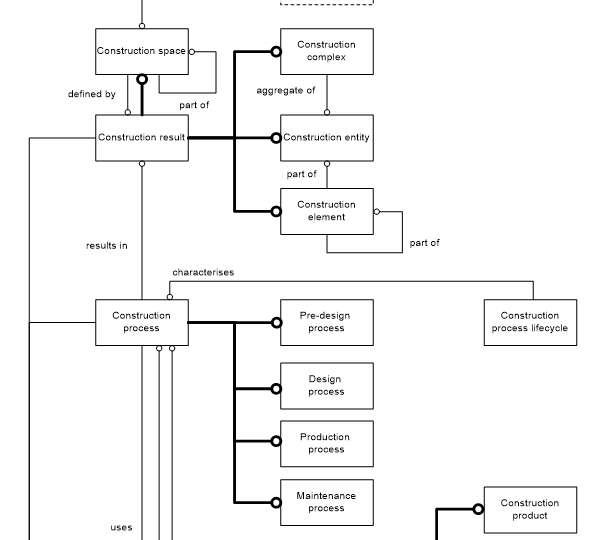 Construction
complex
Construction space
defined by
part of
aggregate of
Construction result
Construction entity
part of
Construction
element
part of
results in
characterises
Construction
process
Pre-design
process
Construction
process lifecycle
Design
process
Production
process
Maintenance
process
Construction
product
uses